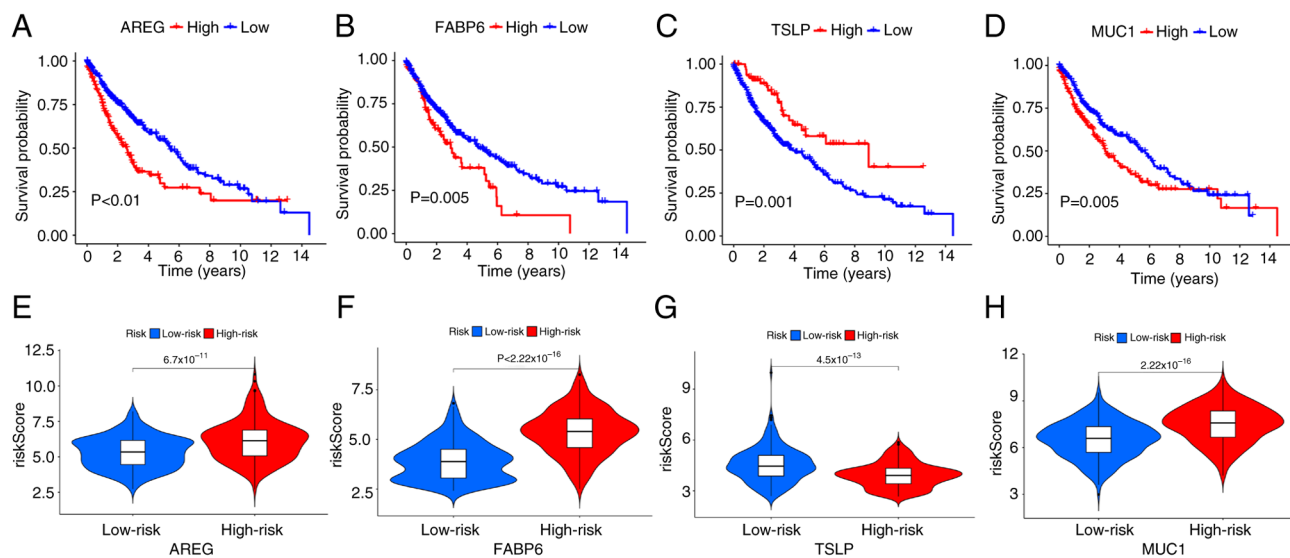 A
AREG High Low
Survival probability
1.00
0.75
0.50
0.25
0.00
P<0.01
0 2 4 6 8 10 12 14
Time (years)
B
FABP6 High Low
Survival probability
1.00
0.75
0.50
0.25
0.00
P=0.005
0 2 4 6 8 10 12 14
Time (years)
C
TSLP High Low
Survival probability
1.00
0.75
0.50
0.25
0.00
P=0.001
0 2 4 6 8 10 12 14
Time (years)
D
MUC1 High Low
Survival probability
1.00
0.75
0.50
0.25
0.00
P=0.005
0 2 4 6 8 10 12 14
Time (years)
E
Risk Low-risk High-risk
6.7x10⁻¹¹
riskScore
12.5
10.0
7.5
5.0
2.5
Low-risk High-risk
AREG
F
Risk Low-risk High-risk
P<2.22x10⁻¹⁶
riskScore
7.5
5.0
2.5
Low-risk High-risk
FABP6
G
Risk Low-risk High-risk
4.5x10⁻¹³
riskScore
9
6
3
Low-risk High-risk
TSLP
H
Risk Low-risk High-risk
2.22x10⁻¹⁶
riskScore
12
9
6
3
Low-risk High-risk
MUC1